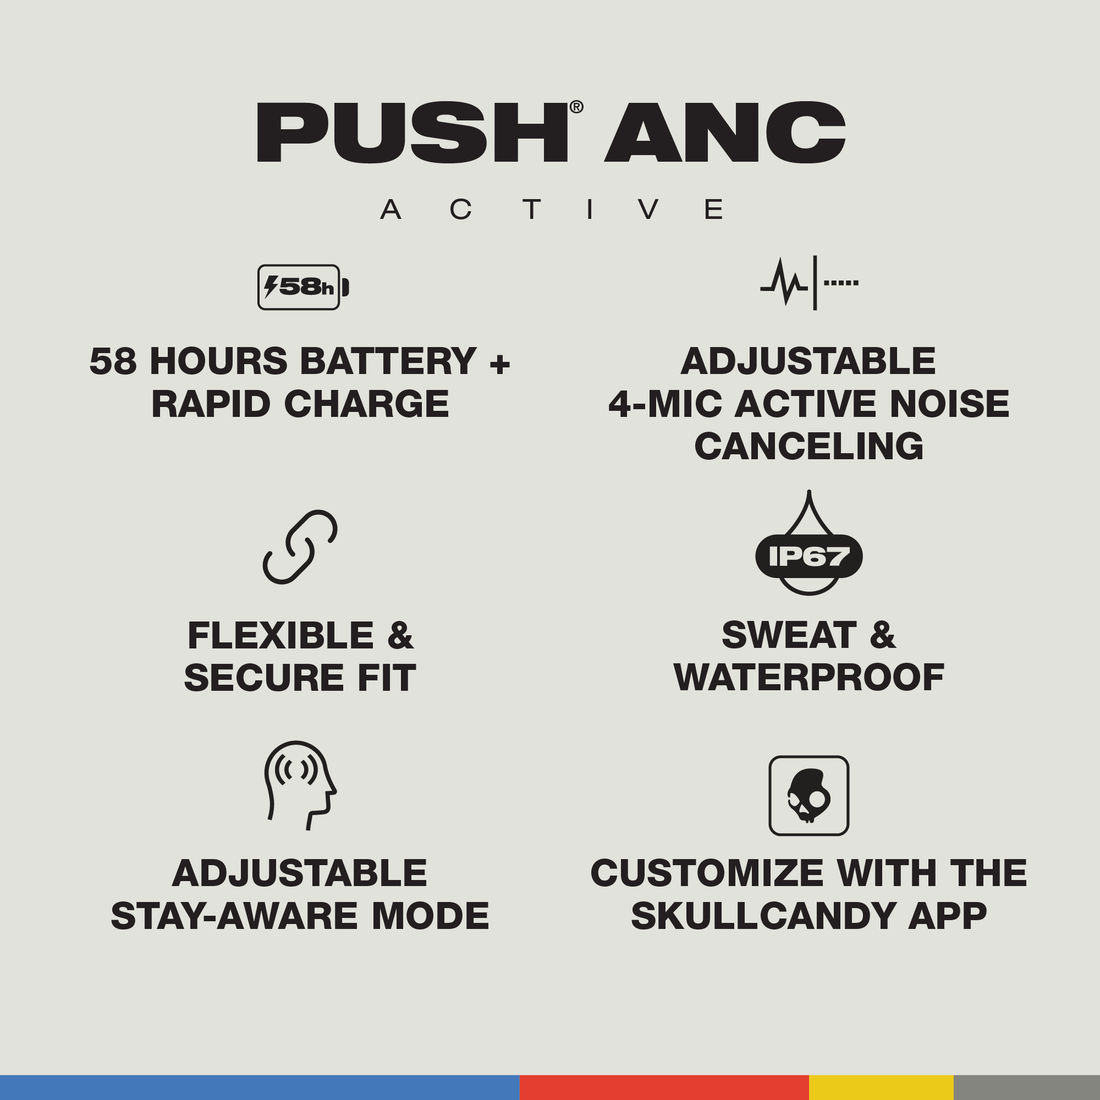 PUSH® ANC
ACTIVE
58h
58 HOURS BATTERY +
RAPID CHARGE
ADJUSTABLE
4-MIC ACTIVE NOISE
CANCELING
FLEXIBLE &
SECURE FIT
IP67
SWEAT &
WATERPROOF
ADJUSTABLE
STAY-AWARE MODE
CUSTOMIZE WITH THE
SKULLCANDY APP